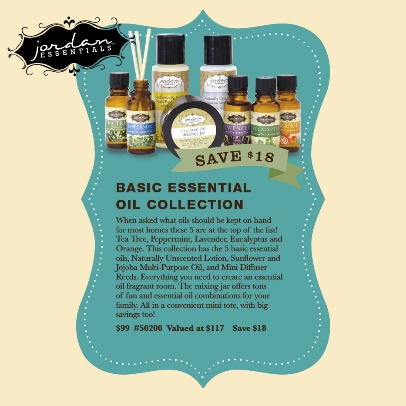 jordan
ESSENTIALS
PEPPERMINT
LAVENDER
EUCALYPTUS
ORANGE
SAVE $18
BASIC ESSENTIAL
OIL COLLECTION
When asked what oils should be kept on hand
for most homes these 5 are at the top of the list!
Tea Tree, Peppermint, Lavender, Eucalyptus and
Orange. This collection has the 5 basic essential
oils, Naturally Unscented Lotion, Sunflower and
Jojoba Multi-Purpose Oil, and Mini Diffuser
Reeds. Everything you need to create an essential
oil fragrant room. The mixing jar offers tons
of fun and essential oil combinations for your
family. All in a convenient mini tote, with big
savings too!
$99 #50200 Valued at $117 Save $18